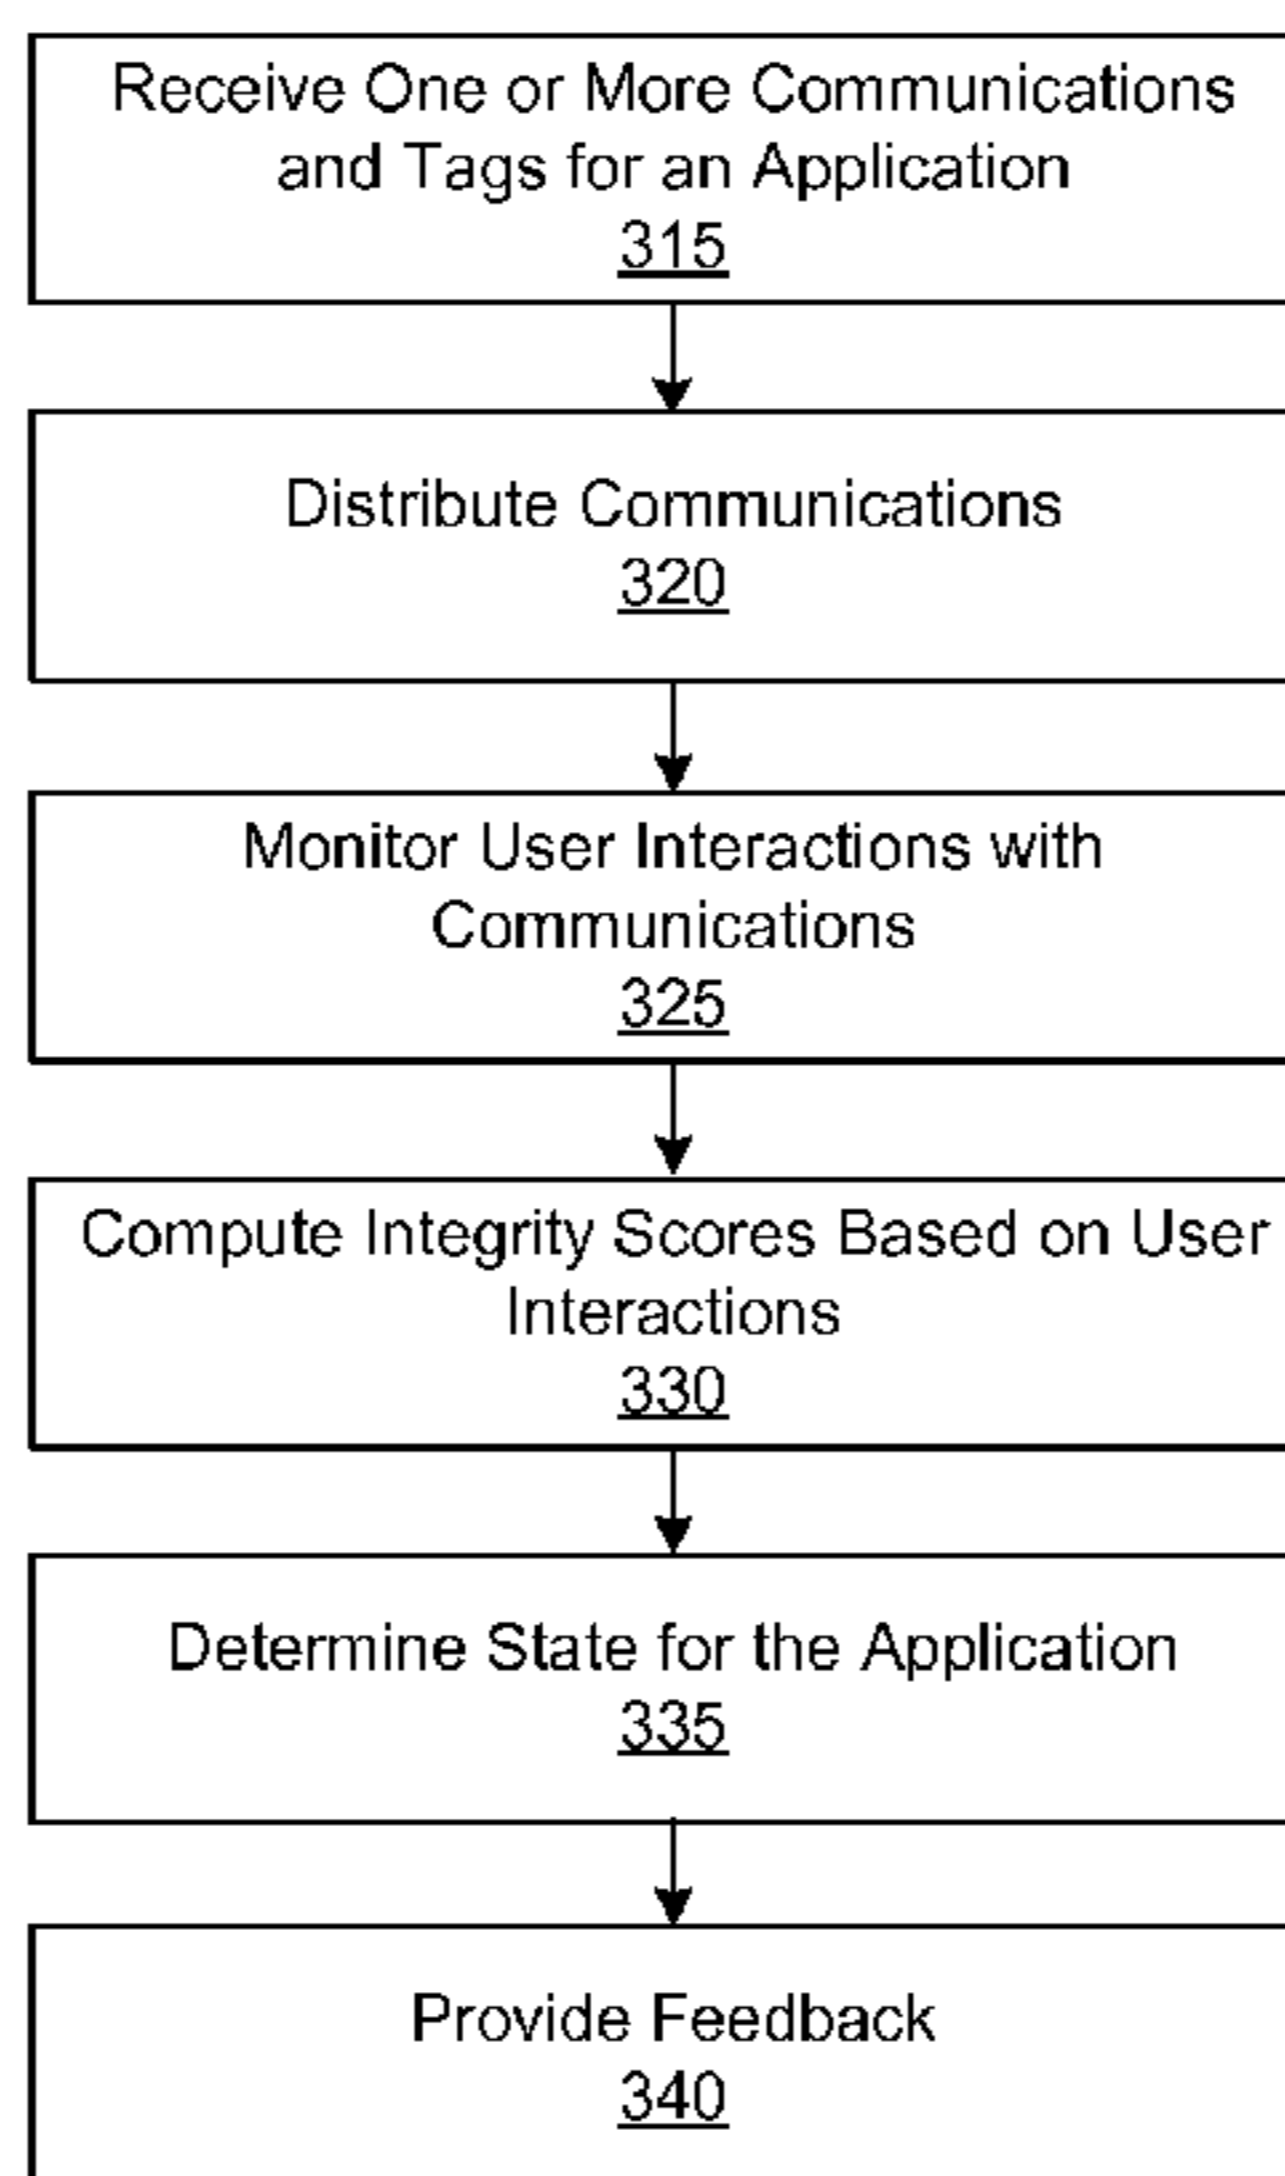 Receive One or More Communications
and Tags for an Application
315
Distribute Communications
320
Monitor User Interactions with
Communications
325
Compute Integrity Scores Based on User
Interactions
330
Determine State for the Application
335
Provide Feedback
340